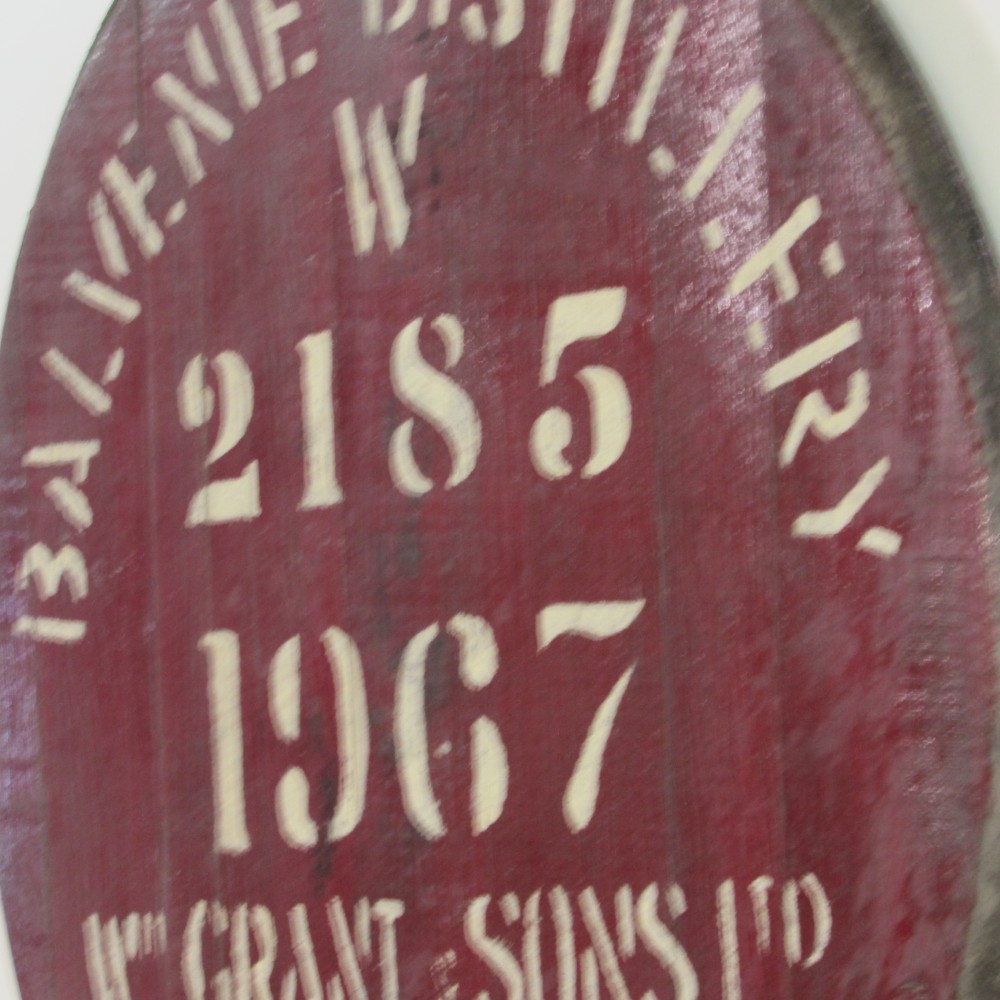 BALVENIE DISTILLERY
W
2185
1967
Wm GRANT & SONS LTD